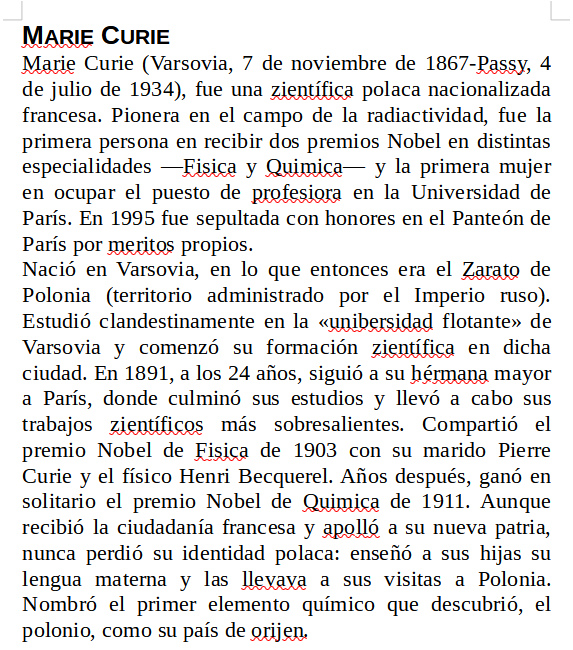 MARIE CURIE
Marie Curie (Varsovia, 7 de noviembre de 1867-Passy, 4
de julio de 1934), fue una zientífica polaca nacionalizada
francesa. Pionera en el campo de la radiactividad, fue la
primera persona en recibir dos premios Nobel en distintas
especialidades —Fisica y Quimica— y la primera mujer
en ocupar el puesto de profesiora en la Universidad de
París. En 1995 fue sepultada con honores en el Panteón de
París por meritos propios.
Nació en Varsovia, en lo que entonces era el Zarato de
Polonia (territorio administrado por el Imperio ruso).
Estudió clandestinamente en la «unibersidad flotante» de
Varsovia y comenzó su formación zientífica en dicha
ciudad. En 1891, a los 24 años, siguió a su hérmana mayor
a París, donde culminó sus estudios y llevó a cabo sus
trabajos zientíficos más sobresalientes. Compartió el
premio Nobel de Fisica de 1903 con su marido Pierre
Curie y el físico Henri Becquerel. Años después, ganó en
solitario el premio Nobel de Quimica de 1911. Aunque
recibió la ciudadanía francesa y apolló a su nueva patria,
nunca perdió su identidad polaca: enseñó a sus hijas su
lengua materna y las llevava a sus visitas a Polonia.
Nombró el primer elemento químico que descubrió, el
polonio, como su país de orijen.